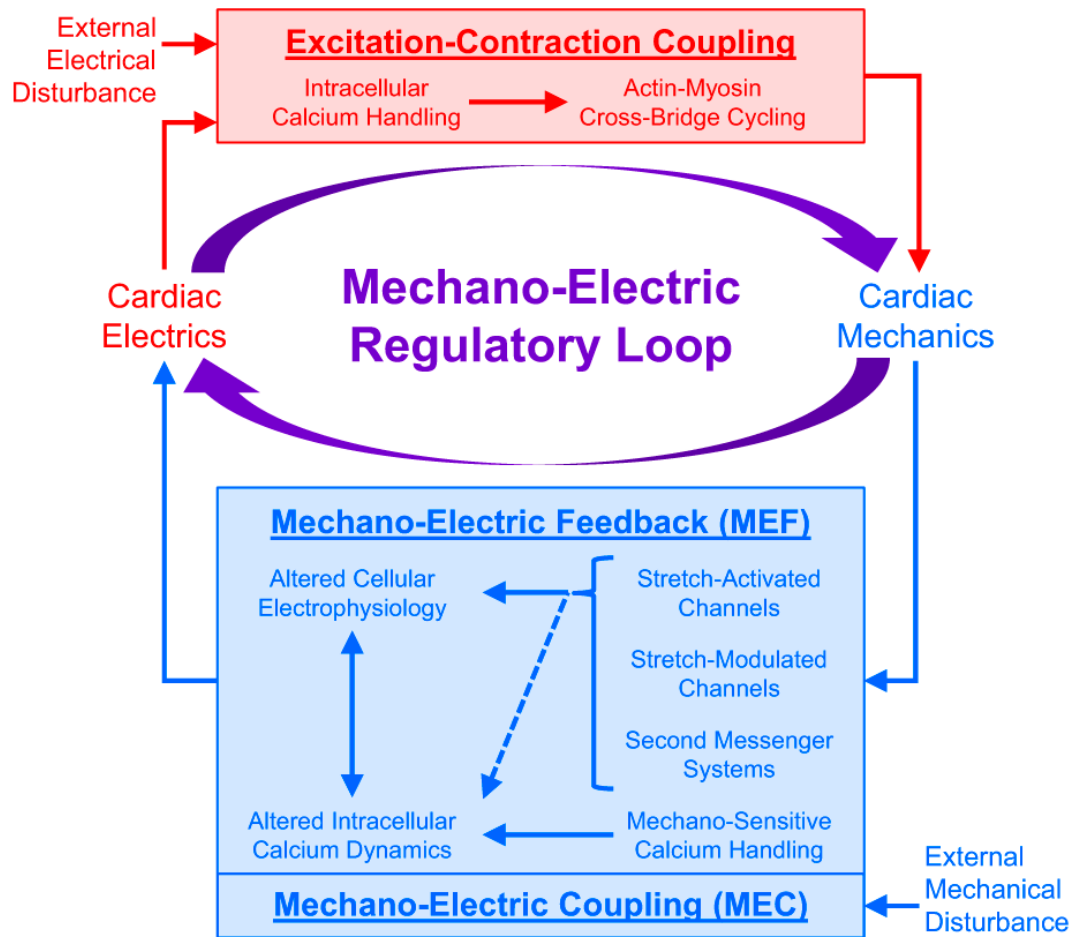 External
Electrical
Disturbance
Excitation-Contraction Coupling
Intracellular
Calcium Handling
Actin-Myosin
Cross-Bridge Cycling
Mechano-Electric
Regulatory Loop
Cardiac
Electrics
Cardiac
Mechanics
Mechano-Electric Feedback (MEF)
Altered Cellular
Electrophysiology
Stretch-Activated
Channels
Stretch-Modulated
Channels
Second Messenger
Systems
Altered Intracellular
Calcium Dynamics
Mechano-Sensitive
Calcium Handling
Mechano-Electric Coupling (MEC)
External
Mechanical
Disturbance